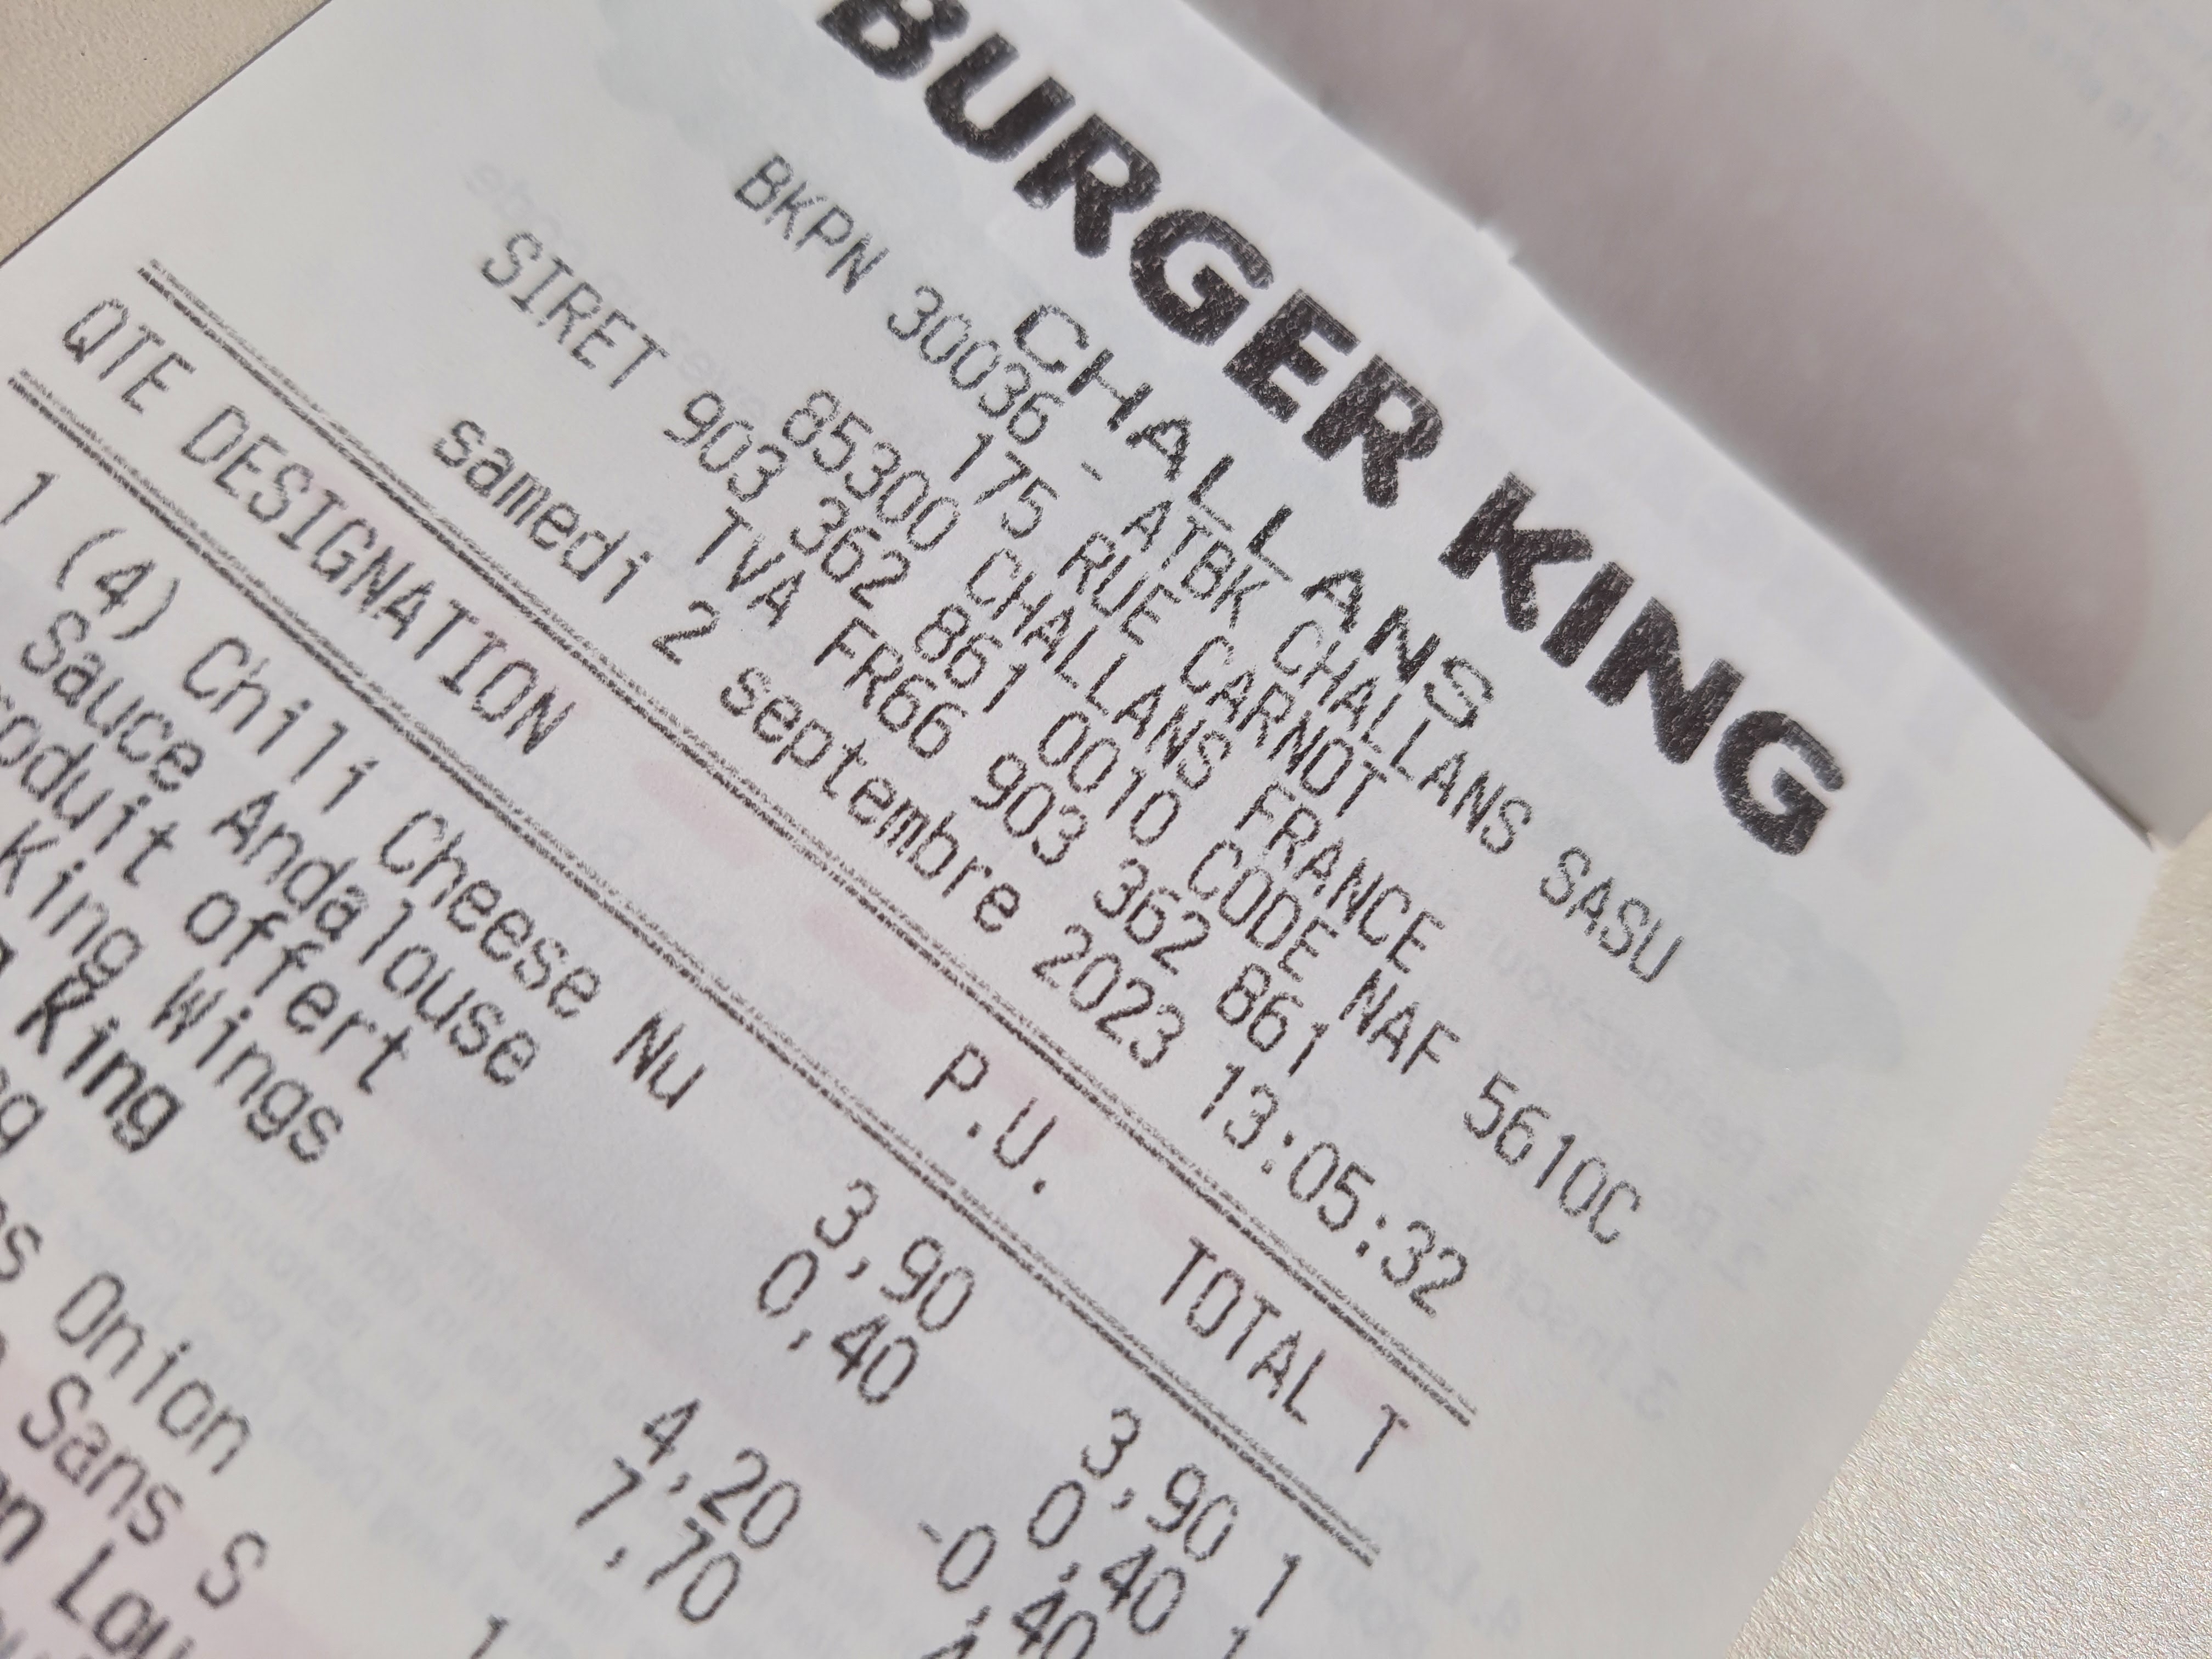 BURGER KING
CHALLANS
BKPN 30036 - ATBK CHALLANS SASU
175 RUE CARNOT
85300 CHALLANS FRANCE
SIRET 903 362 861 0010 CODE NAF 5610C
TVA FR66 903 362 861
samedi 2 septembre 2023 13:05:32
QTE DESIGNATION P.U. TOTAL T
1 (4) Chili Cheese Nu 3,90 3,90 1
Sauce Andalouse 0,40 0,40 1
oduit offert -0,40
King Wings 4,20
King 7,70
s Onion
Sans S